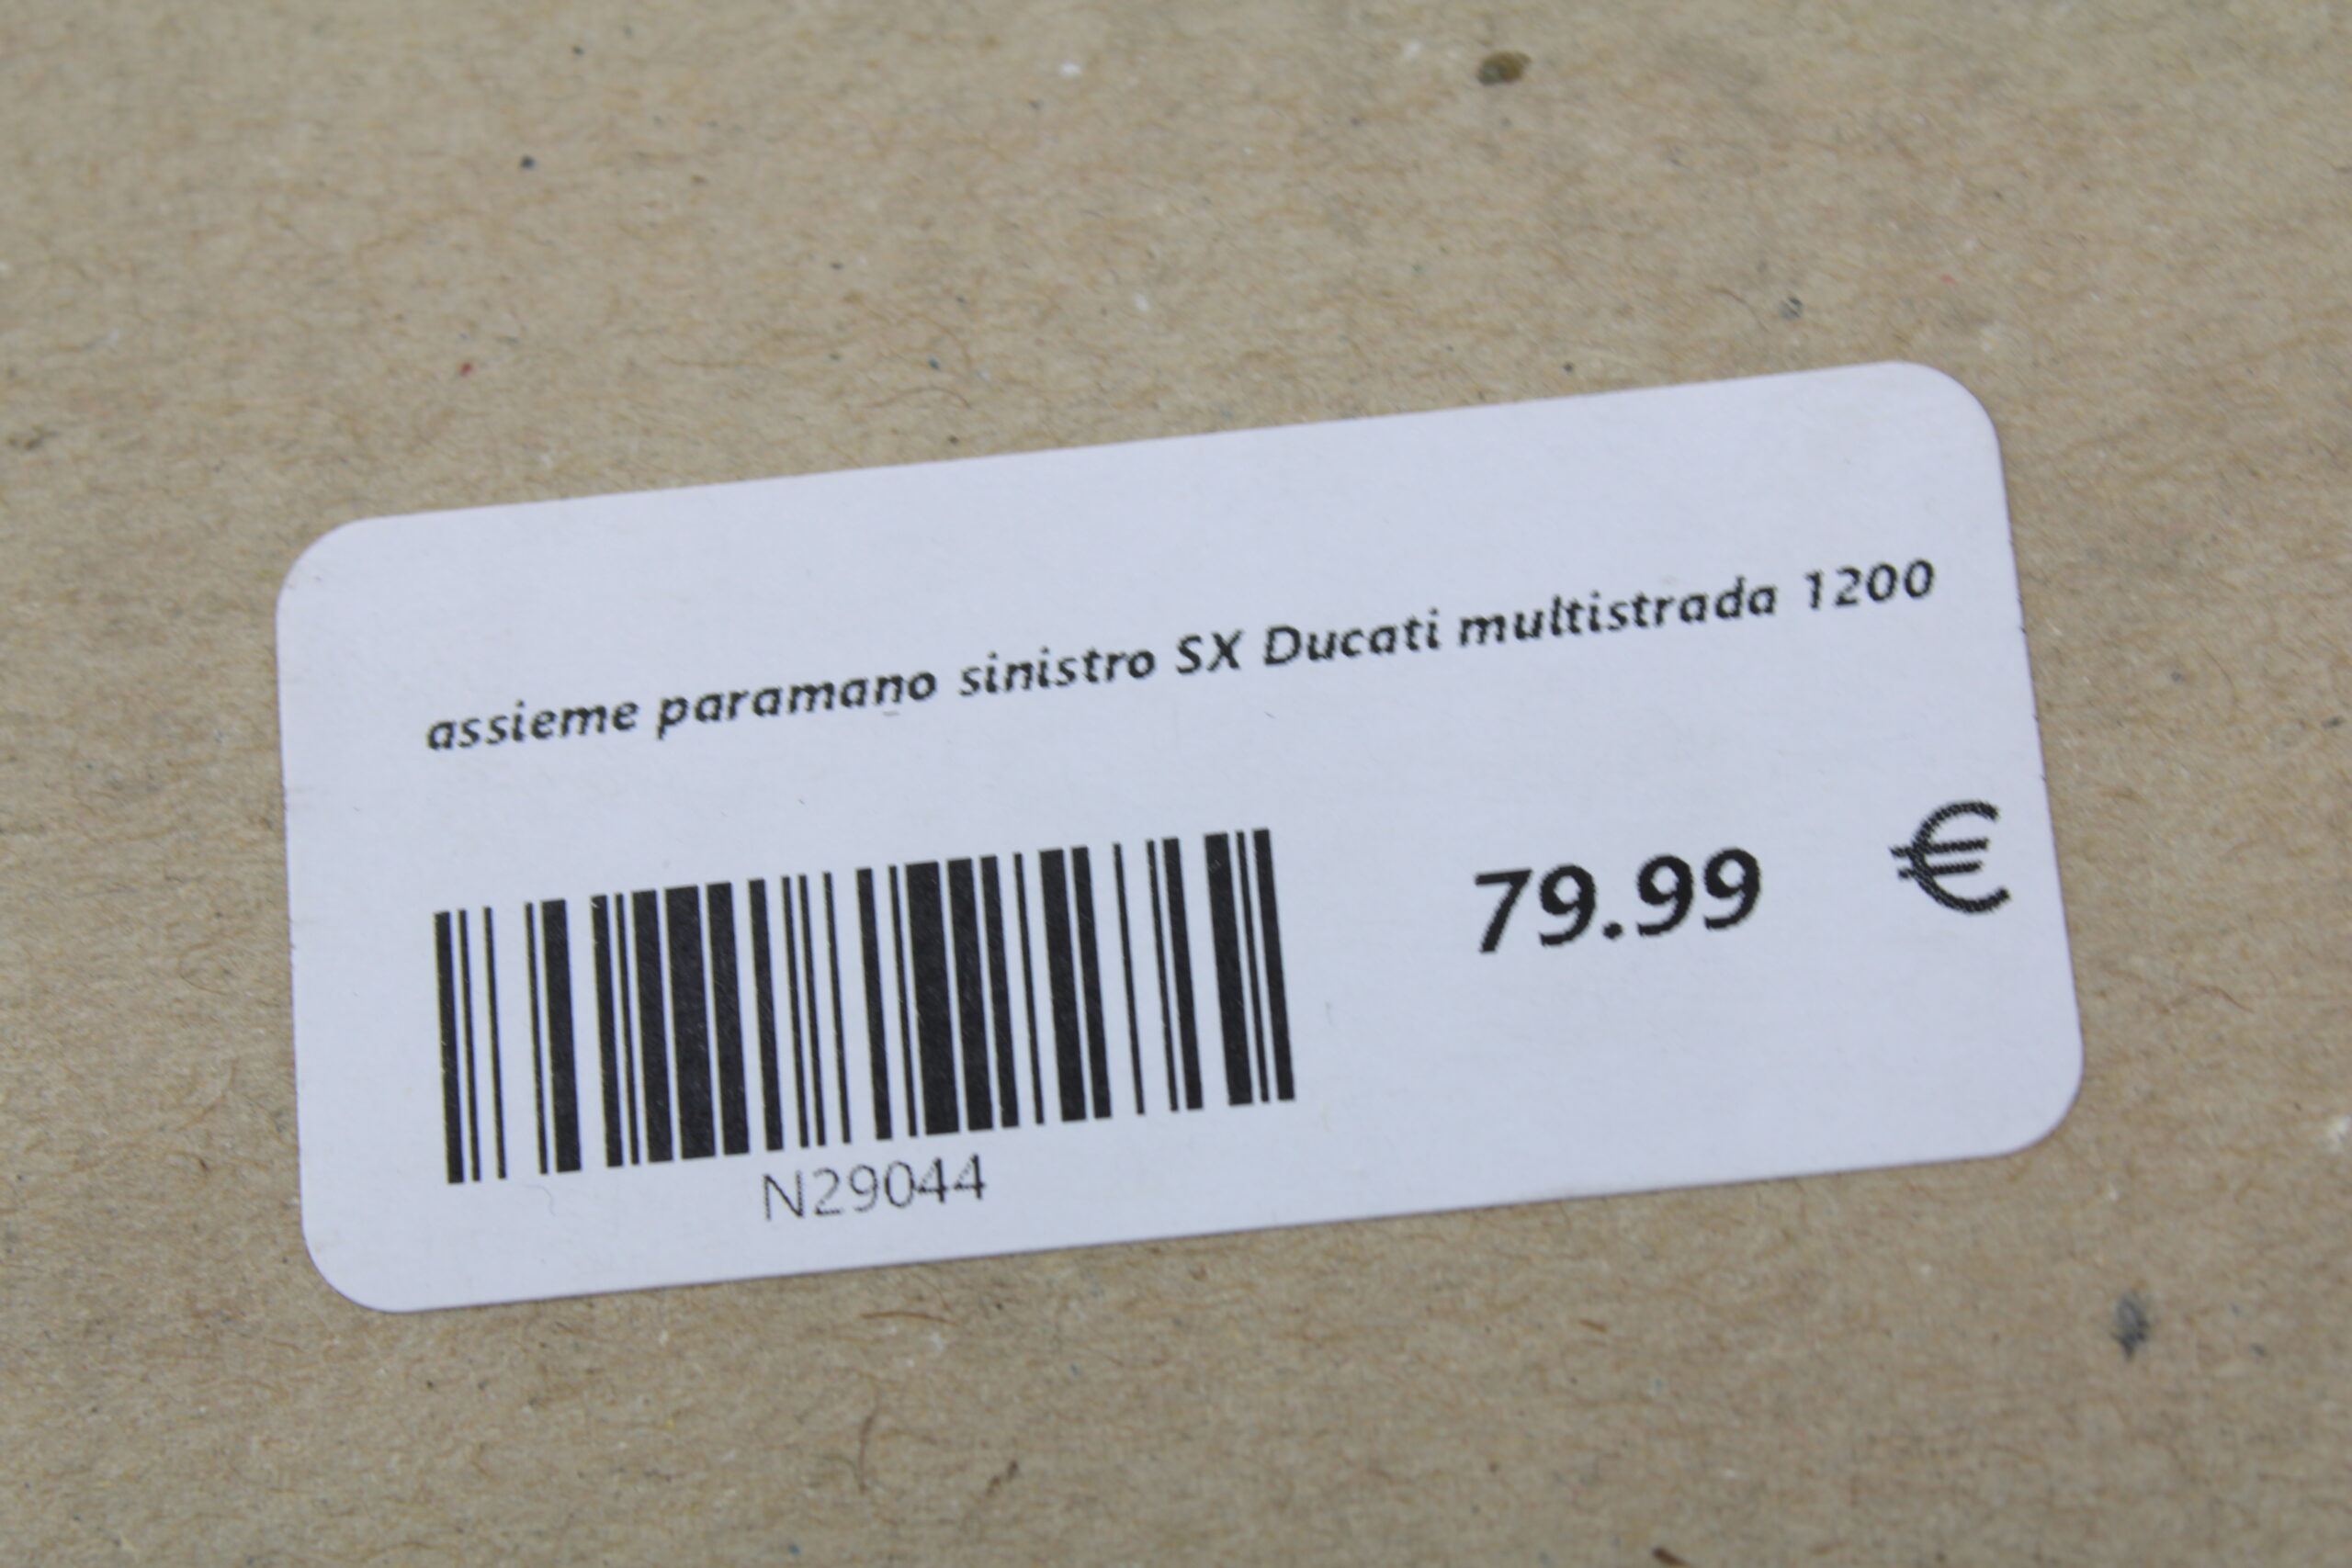 assieme paramano sinistro SX Ducati multistrada 1200
79.99 €
N29044